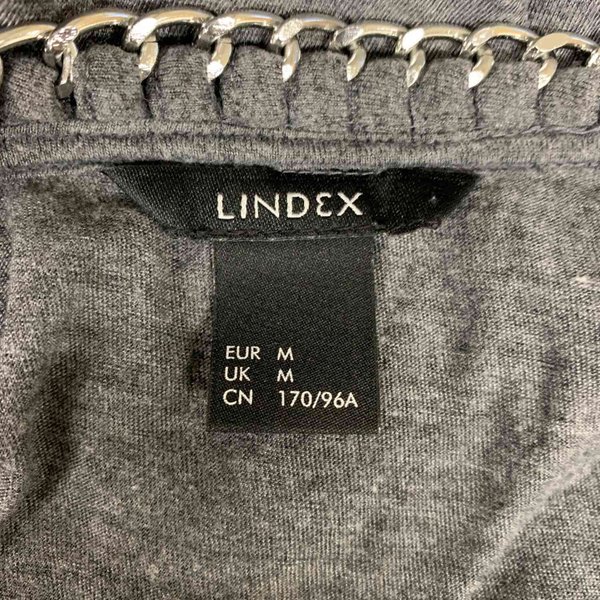 LINDEX
EUR M
UK M
CN 170/96A